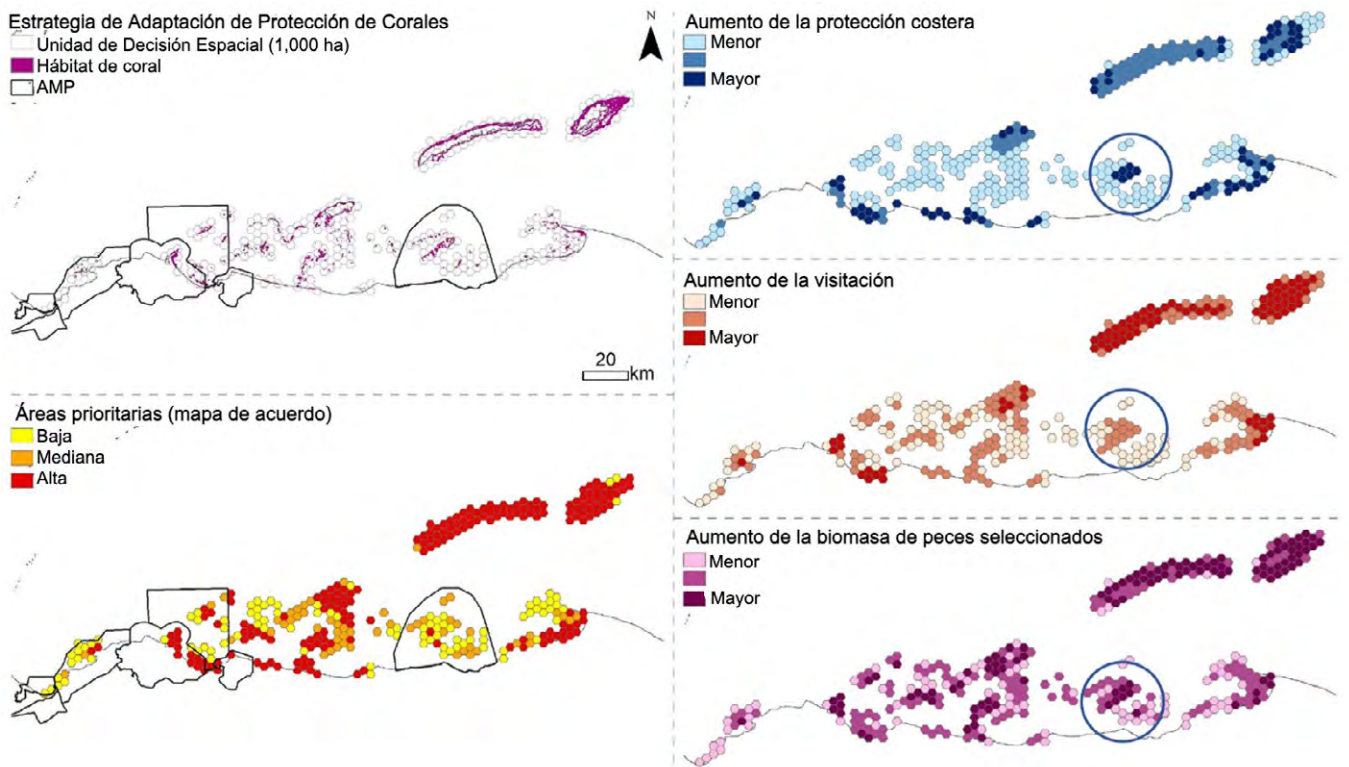 Estrategia de Adaptación de Protección de Corales
Unidad de Decisión Espacial (1,000 ha)
Hábitat de coral
AMP
N
20
km
Áreas prioritarias (mapa de acuerdo)
Baja
Mediana
Alta
Aumento de la protección costera
Menor
Mayor
Aumento de la visitación
Menor
Mayor
Aumento de la biomasa de peces seleccionados
Menor
Mayor